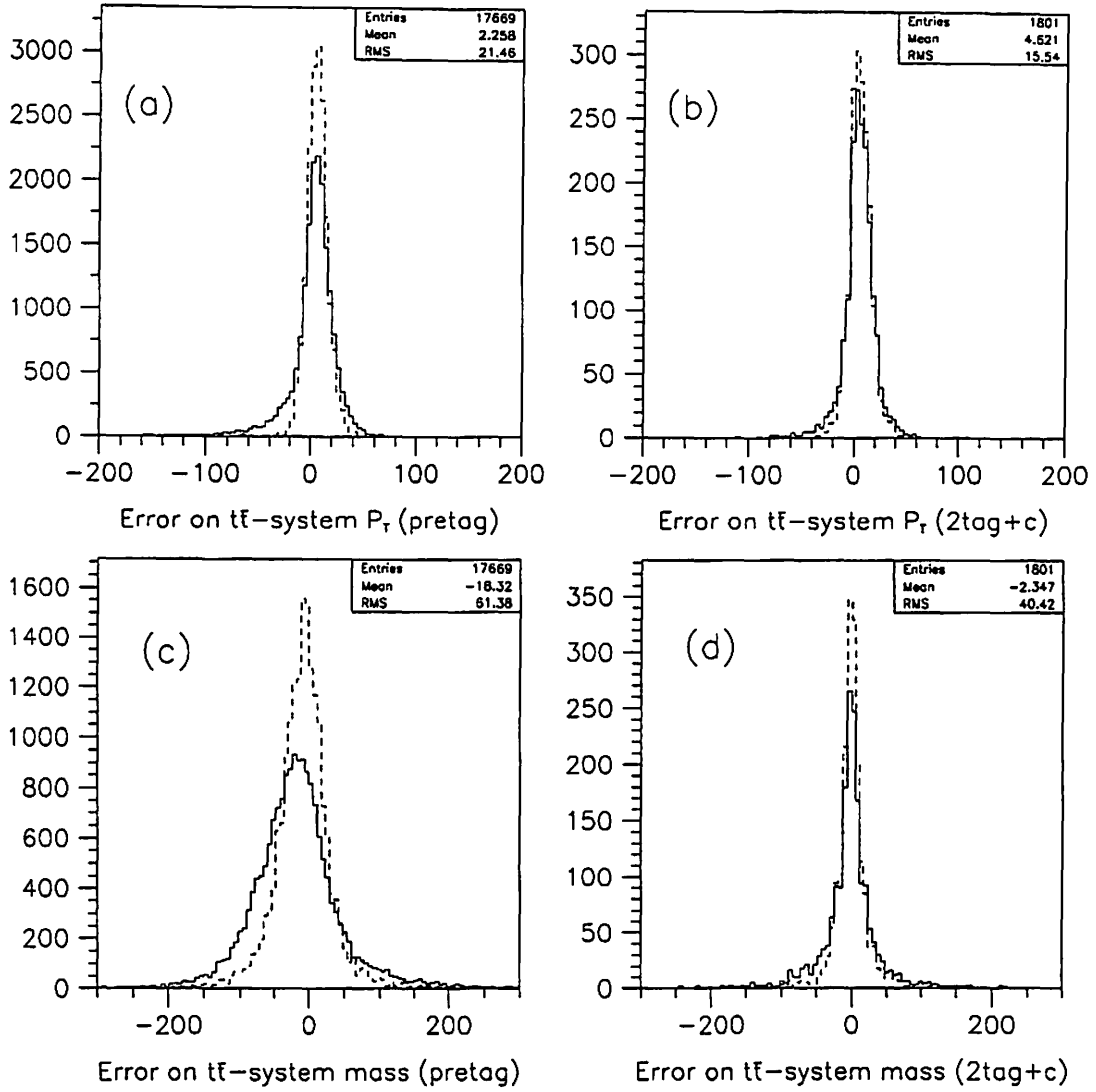 Entries 17669
Mean 2.258
RMS 21.46
(a)
3000
2500
2000
1500
1000
500
0
−200 −100 0 100 200
Error on tt̄−system P_T (pretag)
Entries 1801
Mean 4.621
RMS 15.54
(b)
300
250
200
150
100
50
0
−200 −100 0 100 200
Error on tt̄−system P_T (2tag+c)
Entries 17669
Mean −18.32
RMS 61.38
(c)
1600
1400
1200
1000
800
600
400
200
0
−200 0 200
Error on tt̄−system mass (pretag)
Entries 1801
Mean −2.347
RMS 40.42
(d)
350
300
250
200
150
100
50
0
−200 0 200
Error on tt̄−system mass (2tag+c)